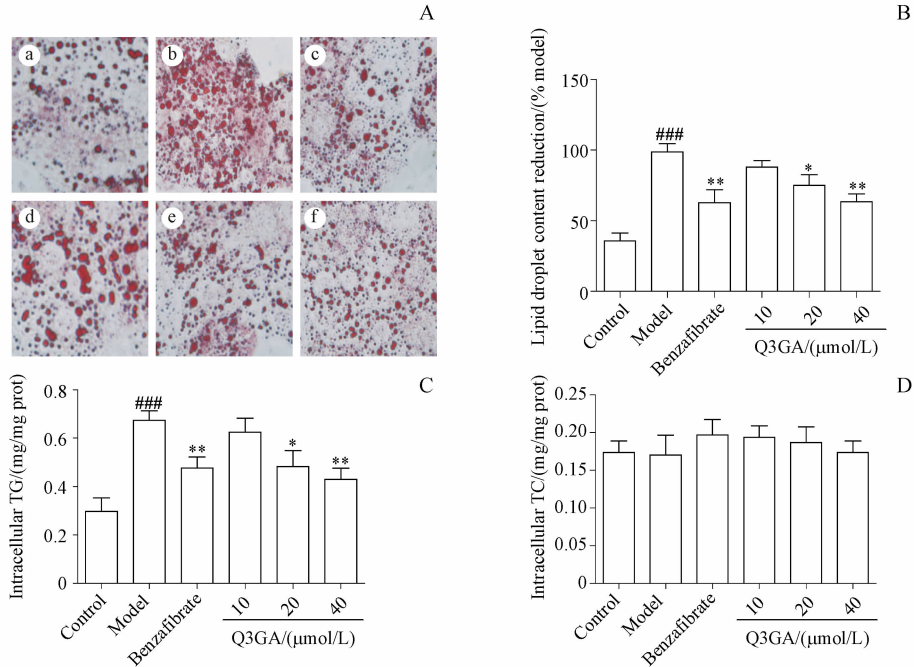 A
a
b
c
d
e
f
B
Lipid droplet content reduction/(% model)
150
100
50
0
###
**
*
**
Control
Model
Benzafibrate
10
20
40
Q3GA/(μmol/L)
C
Intracellular TG/(mg/mg prot)
0.8
0.6
0.4
0.2
0
###
**
*
**
Control
Model
Benzafibrate
10
20
40
Q3GA/(μmol/L)
D
Intracellular TC/(mg/mg prot)
0.25
0.20
0.15
0.10
0.05
0
Control
Model
Benzafibrate
10
20
40
Q3GA/(μmol/L)